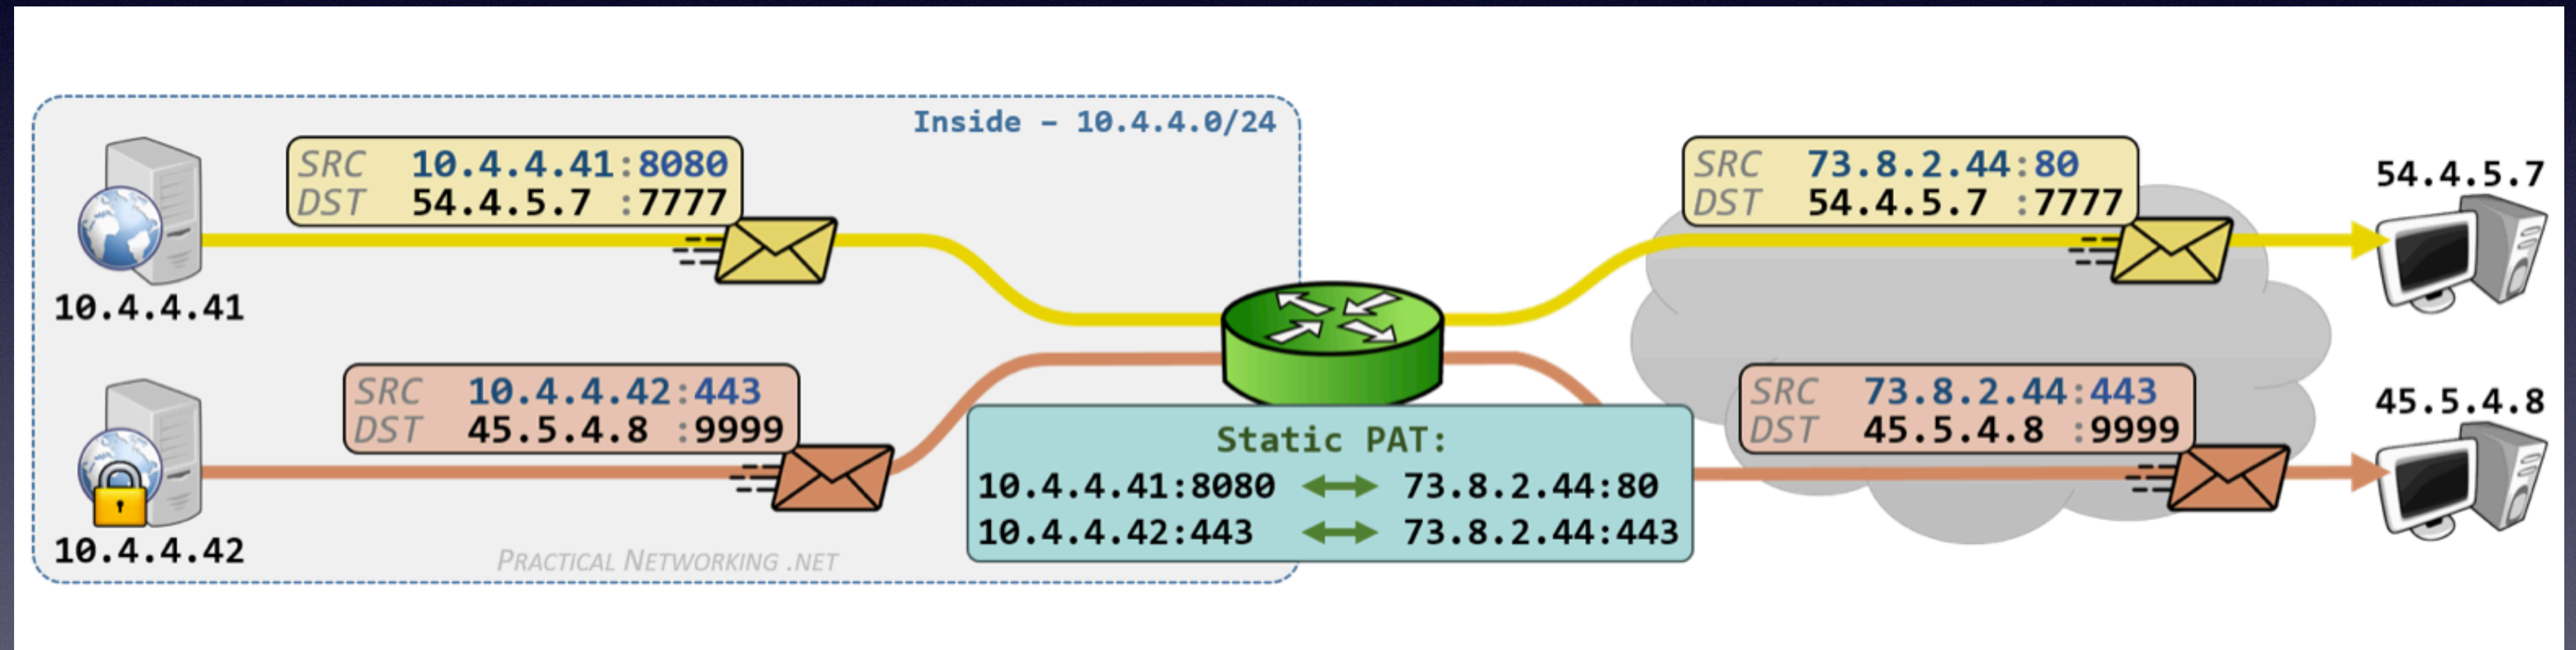 Inside – 10.4.4.0/24
SRC 10.4.4.41:8080
DST 54.4.5.7 :7777
10.4.4.41
SRC 10.4.4.42:443
DST 45.5.4.8 :9999
10.4.4.42
PRACTICAL NETWORKING .NET
Static PAT:
10.4.4.41:8080 ⟷ 73.8.2.44:80
10.4.4.42:443 ⟷ 73.8.2.44:443
SRC 73.8.2.44:80
DST 54.4.5.7 :7777
54.4.5.7
SRC 73.8.2.44:443
DST 45.5.4.8 :9999
45.5.4.8